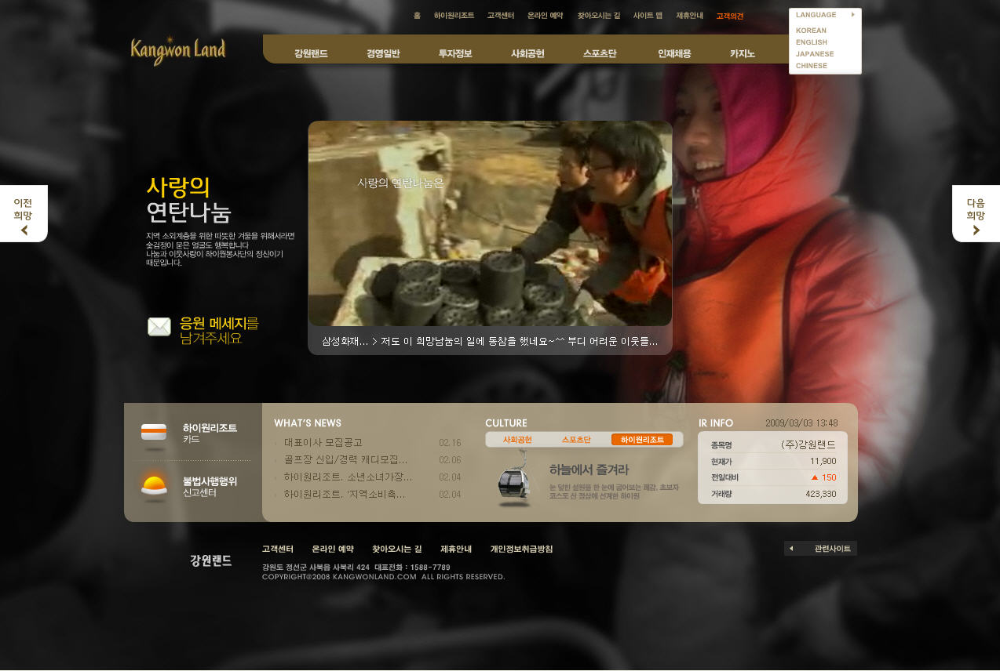 홈 하이원리조트 고객센터 온라인 예약 찾아오시는 길 사이트 맵 제휴안내 고객의견
LANGUAGE
KOREAN
ENGLISH
JAPANESE
CHINESE
Kangwon Land
강원랜드 경영일반 투자정보 사회공헌 스포츠단 인재채용 카지노
이전
희망
다음
희망
사랑의
연탄나눔
지역 소외계층을 위한 따뜻한 겨울을 위해서라면
숯검정이 묻은 얼굴도 행복합니다
나눔과 이웃사랑이 하이원봉사단의 정신이기
때문입니다.
사랑의 연탄나눔은
응원 메세지를
남겨주세요
삼성화재... > 저도 이 희망남눔의 일에 동참을 했네요~^^ 부디 어려운 이웃들...
하이원리조트
카드
불법사행행위
신고센터
WHAT'S NEWS
대표이사 모집공고 02.16
골프장 신입/경력 캐디모집... 02.06
하이원리조트, 소년소녀가장... 02.04
하이원리조트, '지역소비촉... 02.04
CULTURE
사회공헌 스포츠단 하이원리조트
하늘에서 즐겨라
눈 덮힌 설원을 한 눈에 굽어보는 쾌감, 초보자
코스도 산 정상에 선계한 하이원
IR INFO 2009/03/03 13:48
종목명 (주)강원랜드
현재가 11,900
전일대비 ▲ 150
거래량 423,330
강원랜드
고객센터 온라인 예약 찾아오시는 길 제휴안내 개인정보취급방침
관련사이트
강원도 정선군 사북읍 사북리 424 대표전화 : 1588-7789
COPYRIGHT@2008 KANGWONLAND.COM ALL RIGHTS RESERVED.